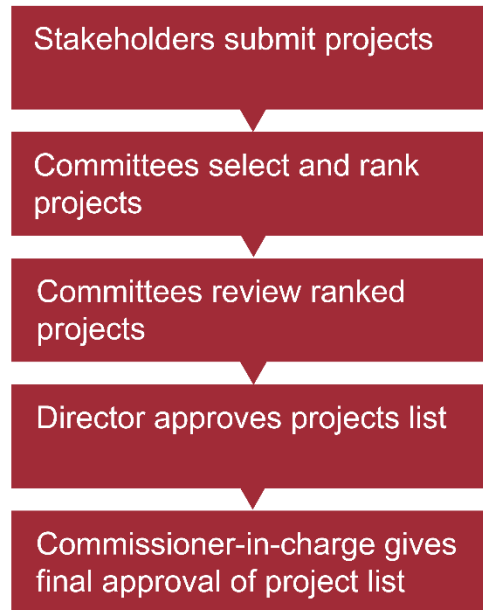 Stakeholders submit projects
Committees select and rank
projects
Committees review ranked
projects
Director approves projects list
Commissioner-in-charge gives
final approval of project list